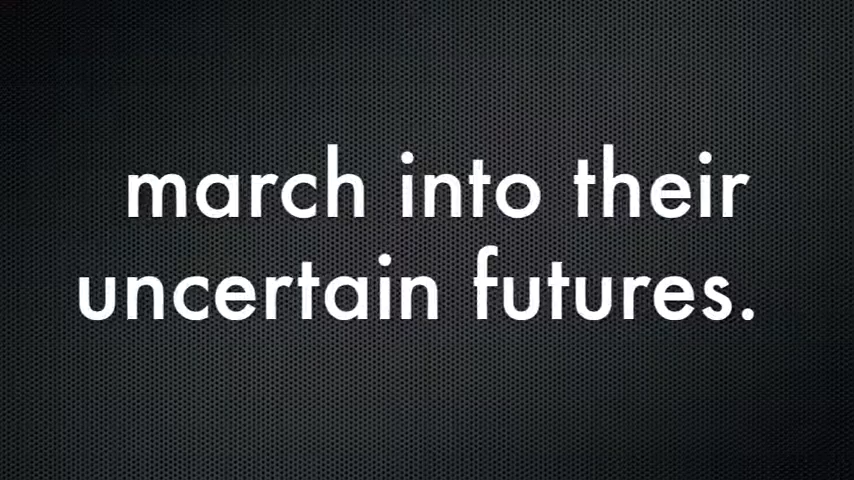 march into their
uncertain futures.